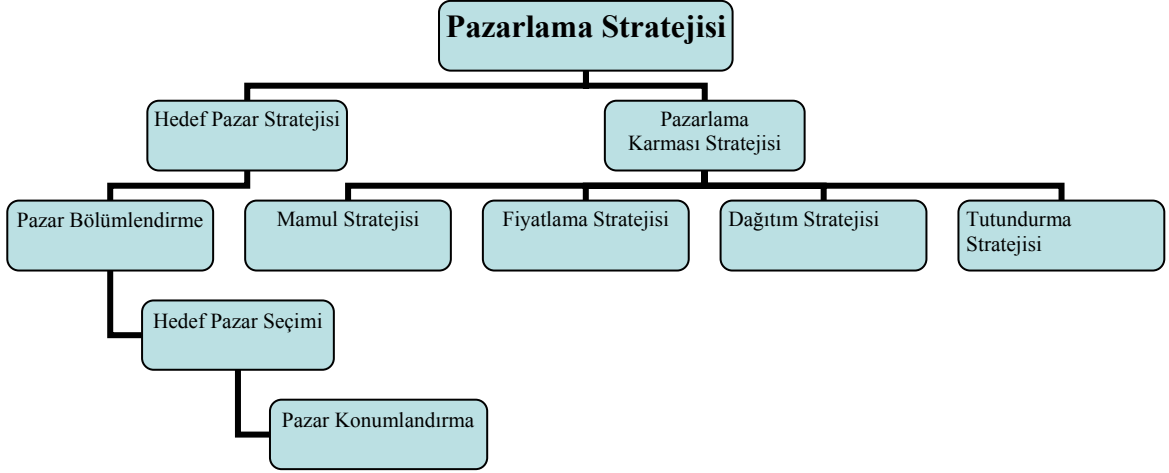 Pazarlama Stratejisi
Hedef Pazar Stratejisi
Pazarlama
Karması Stratejisi
Pazar Bölümlendirme
Mamul Stratejisi
Fiyatlama Stratejisi
Dağıtım Stratejisi
Tutundurma
Stratejisi
Hedef Pazar Seçimi
Pazar Konumlandırma